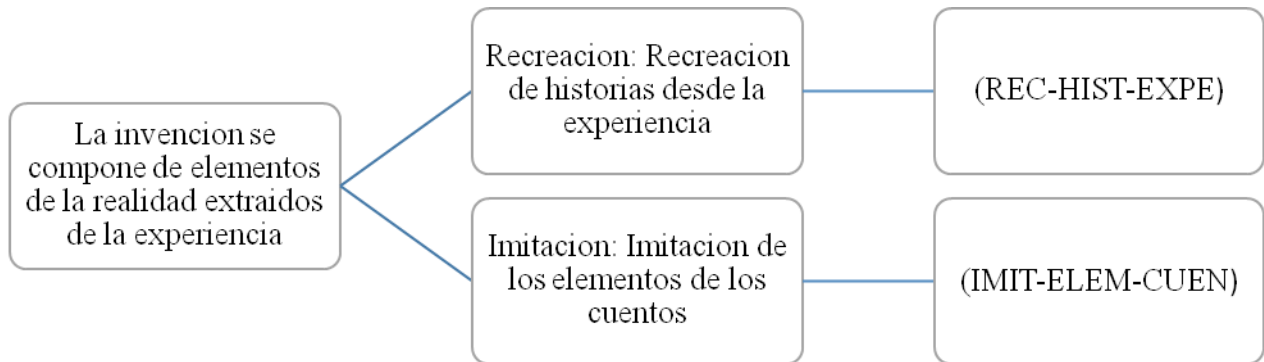 La invencion se
compone de elementos
de la realidad extraidos
de la experiencia
Recreacion: Recreacion
de historias desde la
experiencia
(REC-HIST-EXPE)
Imitacion: Imitacion de
los elementos de los
cuentos
(IMIT-ELEM-CUEN)